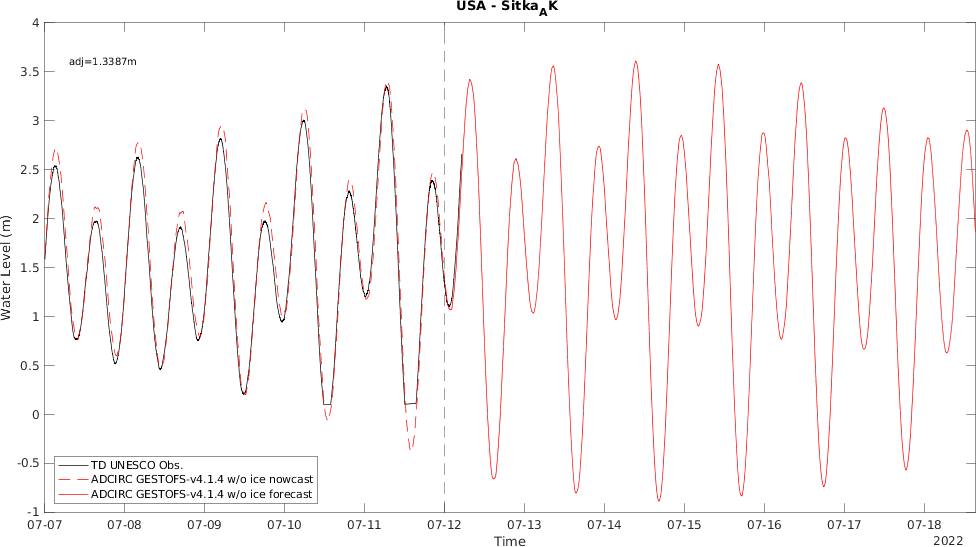 USA - Sitka_AK
4
3.5
3
2.5
2
1.5
1
0.5
0
-0.5
-1
Water Level (m)
adj=1.3387m
TD UNESCO Obs.
ADCIRC GESTOFS-v4.1.4 w/o ice nowcast
ADCIRC GESTOFS-v4.1.4 w/o ice forecast
07-07 07-08 07-09 07-10 07-11 07-12 07-13 07-14 07-15 07-16 07-17 07-18
Time
2022